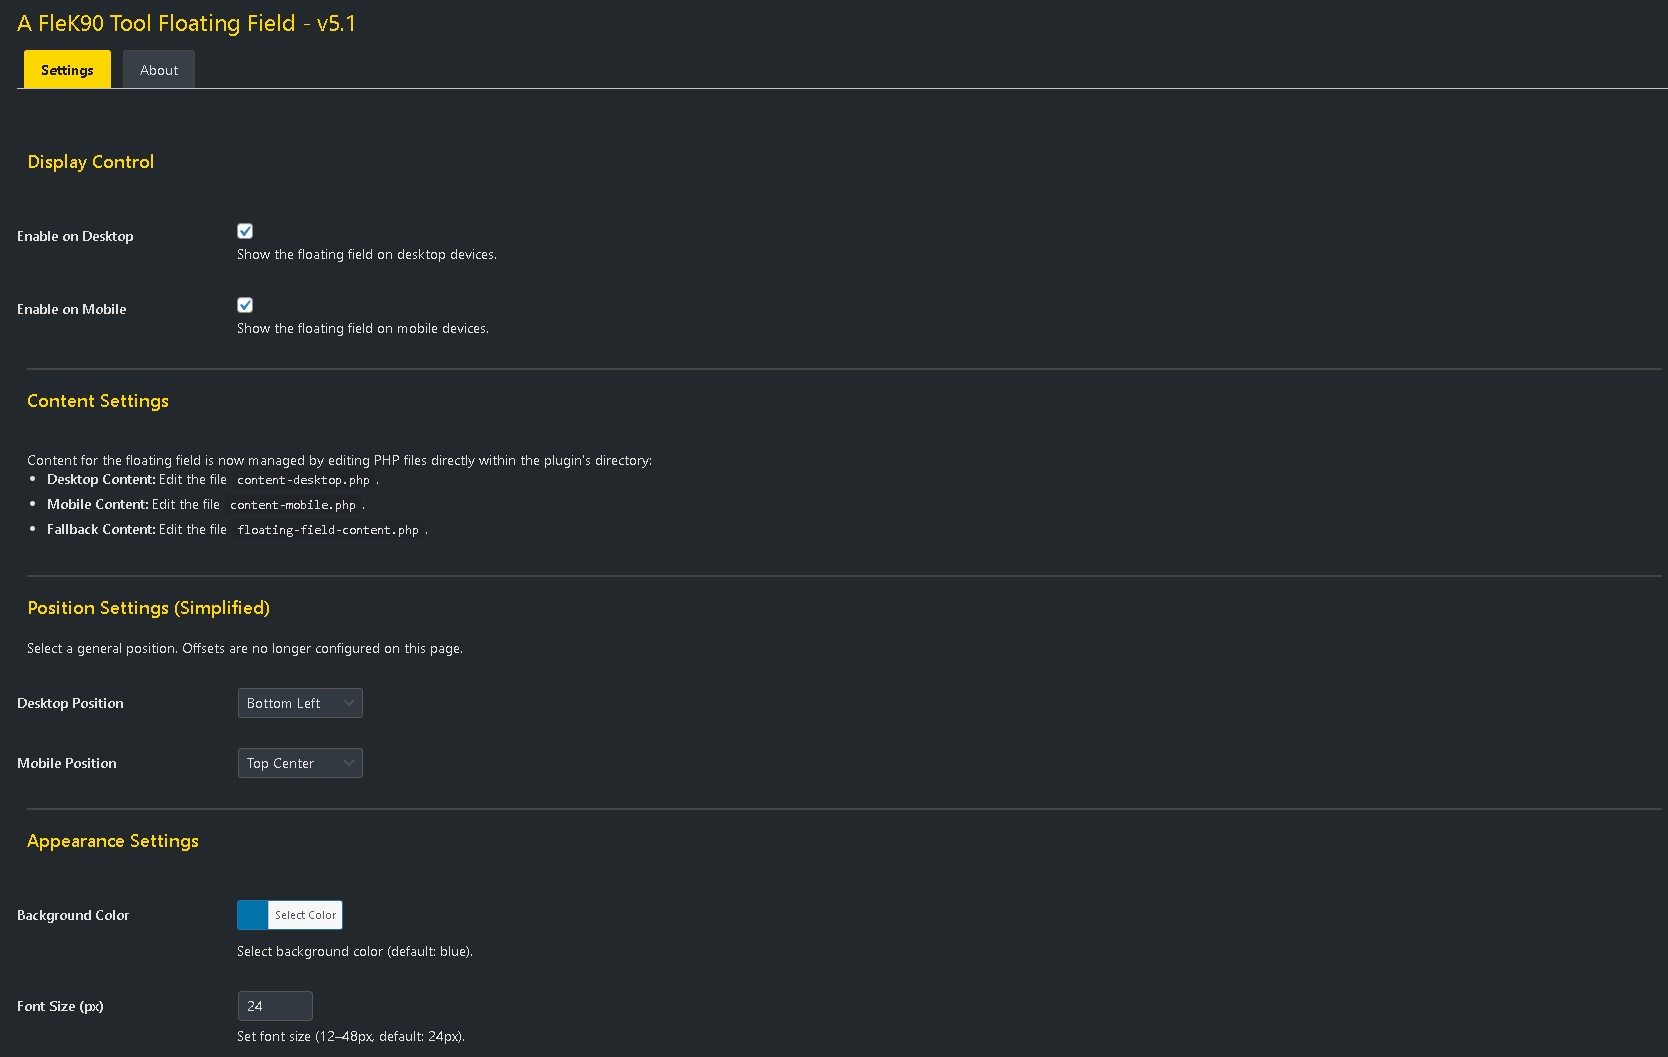 A FleK90 Tool Floating Field - v5.1
Settings
About
Display Control
Enable on Desktop
Show the floating field on desktop devices.
Enable on Mobile
Show the floating field on mobile devices.
Content Settings
Content for the floating field is now managed by editing PHP files directly within the plugin's directory:
• Desktop Content: Edit the file content-desktop.php .
• Mobile Content: Edit the file content-mobile.php .
• Fallback Content: Edit the file floating-field-content.php .
Position Settings (Simplified)
Select a general position. Offsets are no longer configured on this page.
Desktop Position
Bottom Left
Mobile Position
Top Center
Appearance Settings
Background Color
Select Color
Select background color (default: blue).
Font Size (px)
24
Set font size (12–48px, default: 24px).